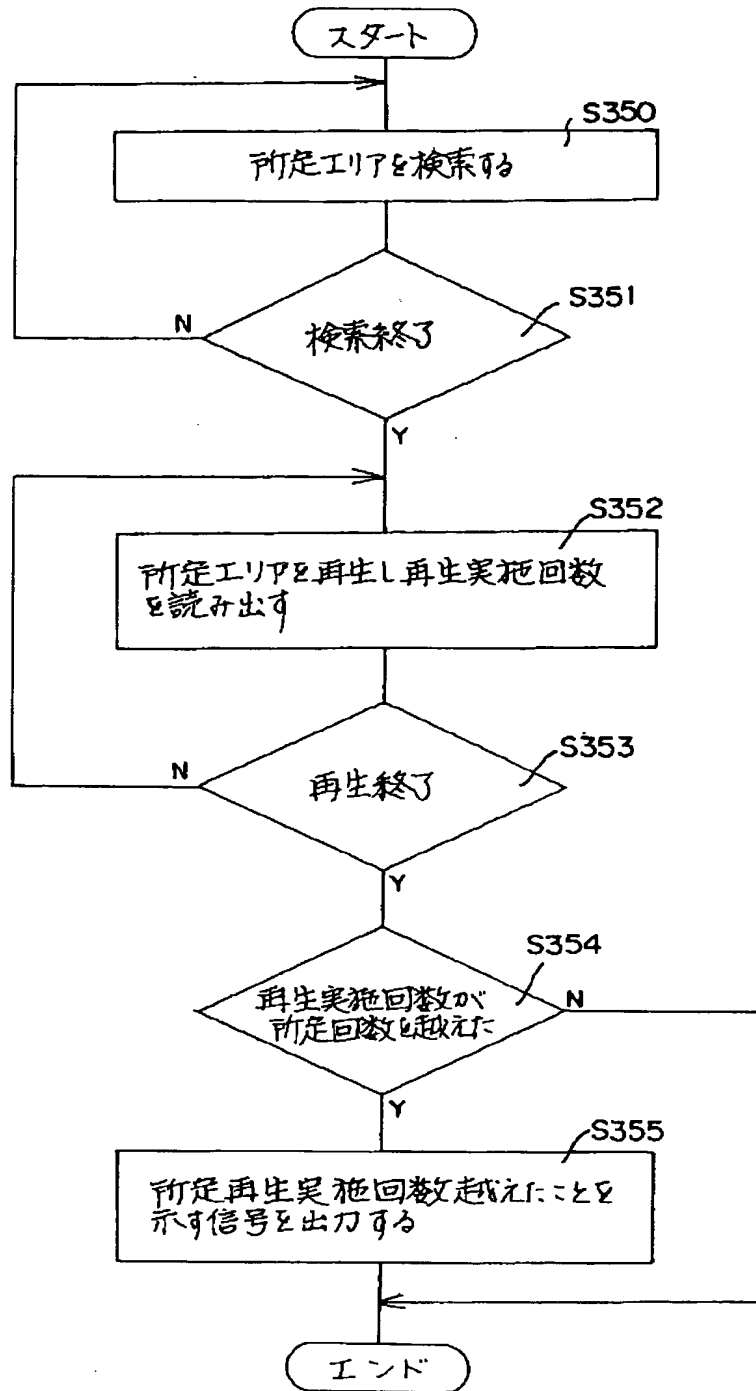 スタート
S350
所定エリアを検索する
S351
検索終了
N
Y
S352
所定エリアを再生し再生実施回数
を読み出す
S353
再生終了
N
Y
S354
再生実施回数が
所定回数を越えた
N
Y
S355
所定再生実施回数越えたことを
示す信号を出力する
エンド